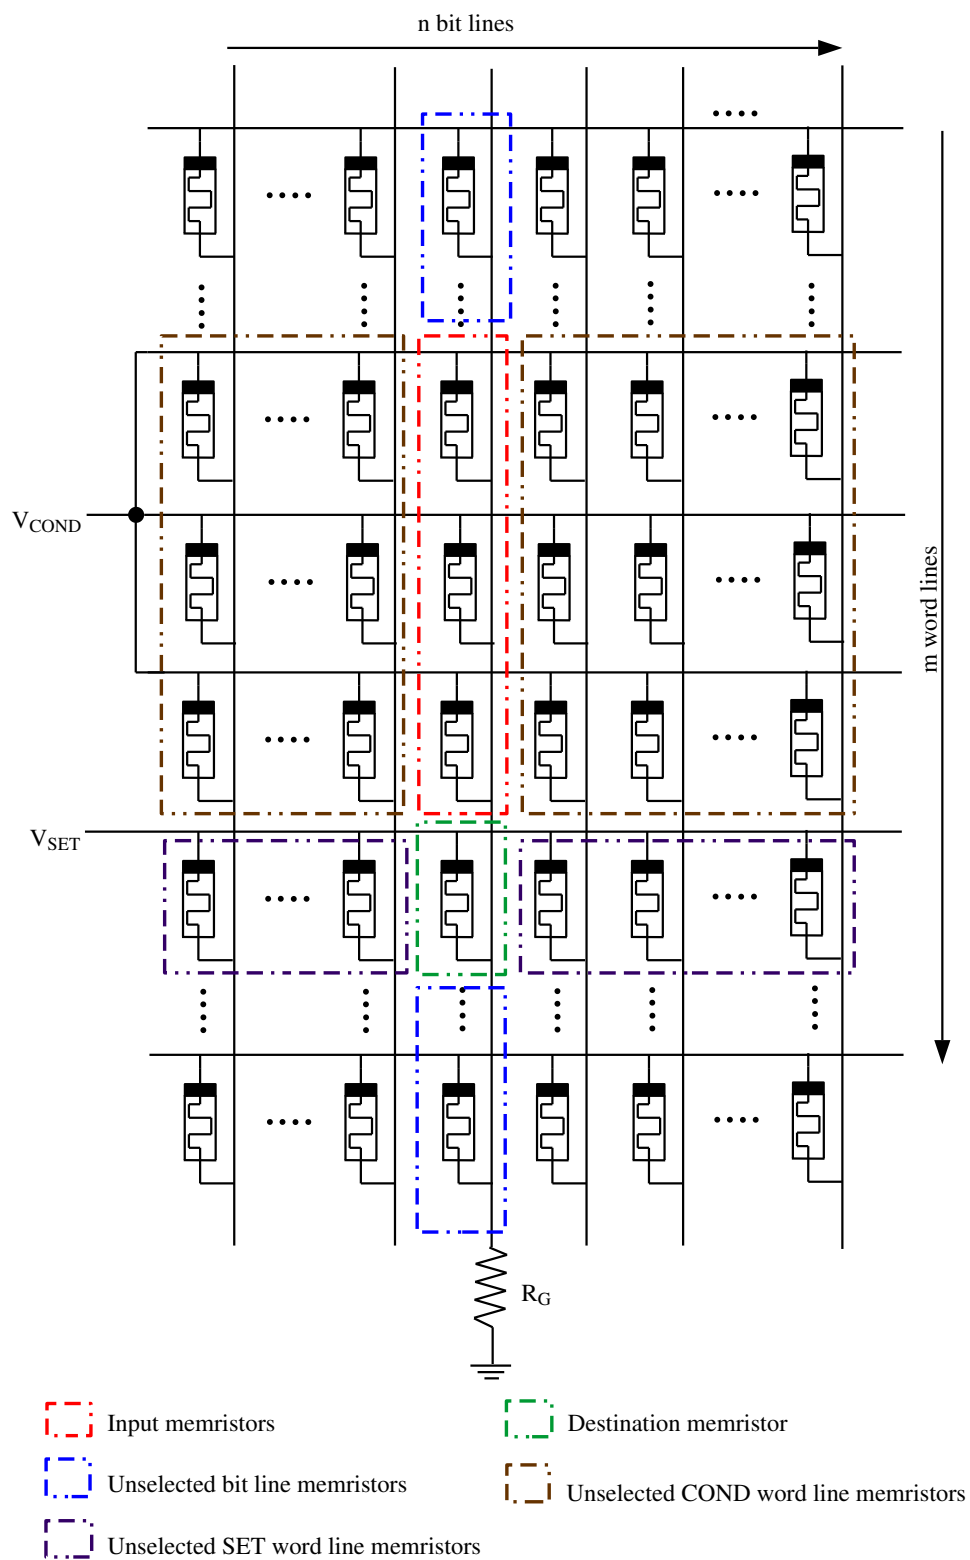 n bit lines
V_COND
m word lines
V_SET
R_G
Input memristors
Destination memristor
Unselected bit line memristors
Unselected COND word line memristors
Unselected SET word line memristors